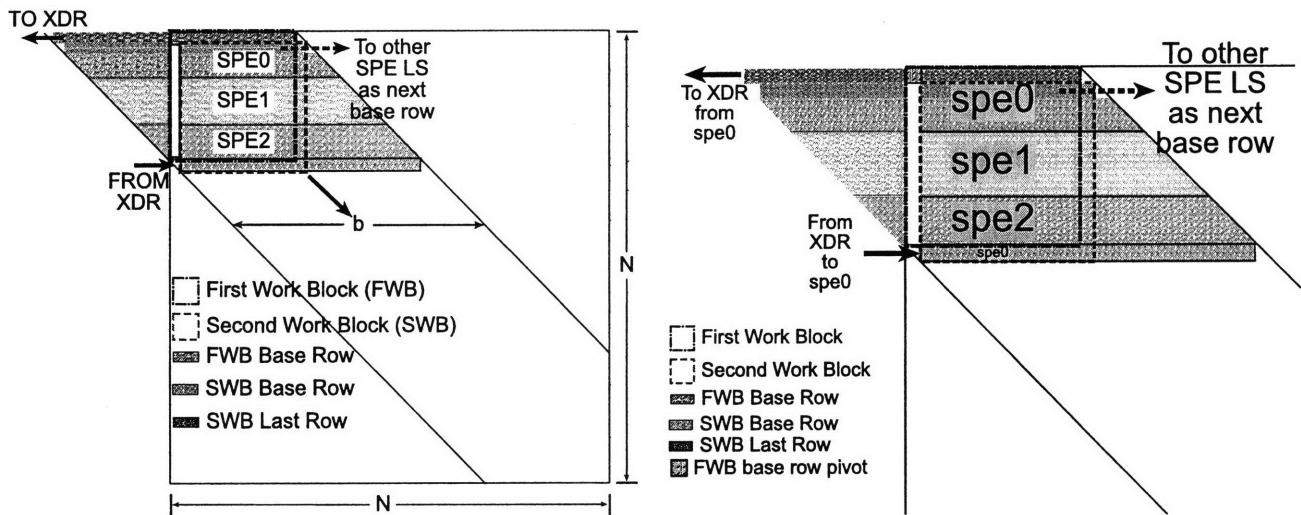 TO XDR
SPE0
SPE1
SPE2
To other
SPE LS
as next
base row
FROM
XDR
b
N
First Work Block (FWB)
Second Work Block (SWB)
FWB Base Row
SWB Base Row
SWB Last Row
N
To XDR
from
spe0
spe0
spe1
spe2
spe0
To other
SPE LS
as next
base row
From
XDR
to
spe0
First Work Block
Second Work Block
FWB Base Row
SWB Base Row
SWB Last Row
FWB base row pivot